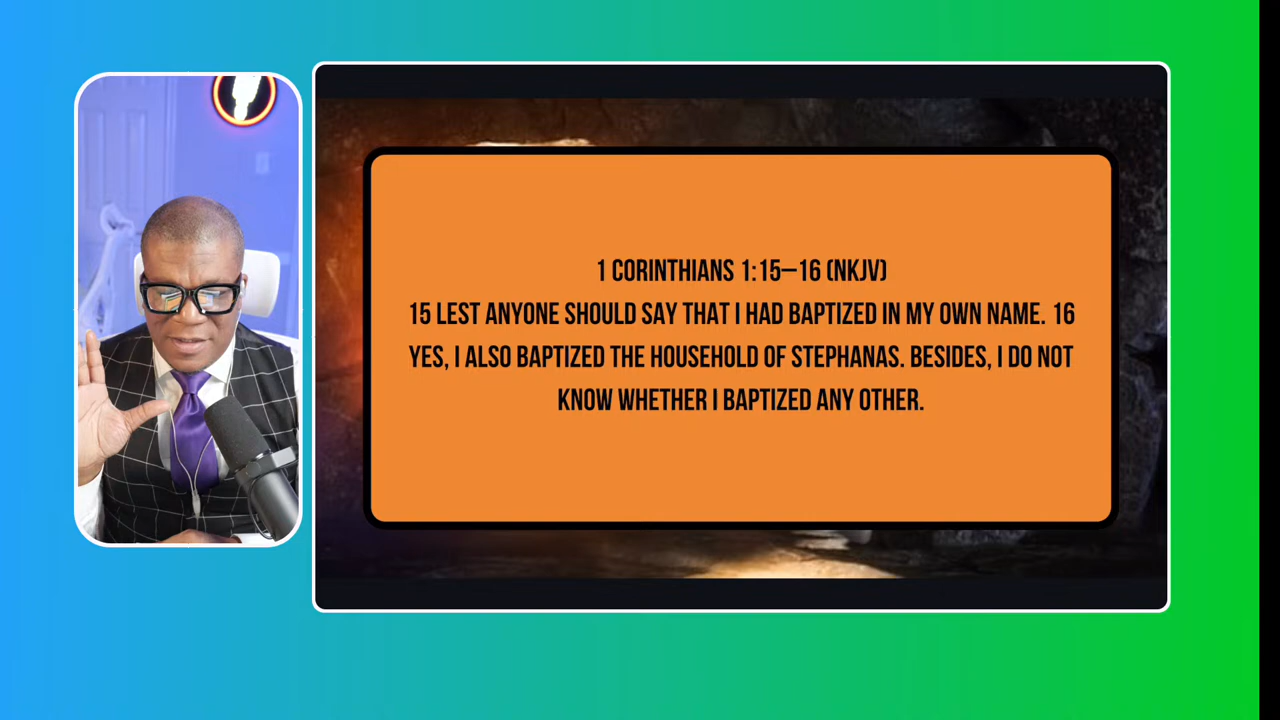 1 CORINTHIANS 1:15–16 (NKJV)
15 LEST ANYONE SHOULD SAY THAT I HAD BAPTIZED IN MY OWN NAME. 16
YES, I ALSO BAPTIZED THE HOUSEHOLD OF STEPHANAS. BESIDES, I DO NOT
KNOW WHETHER I BAPTIZED ANY OTHER.